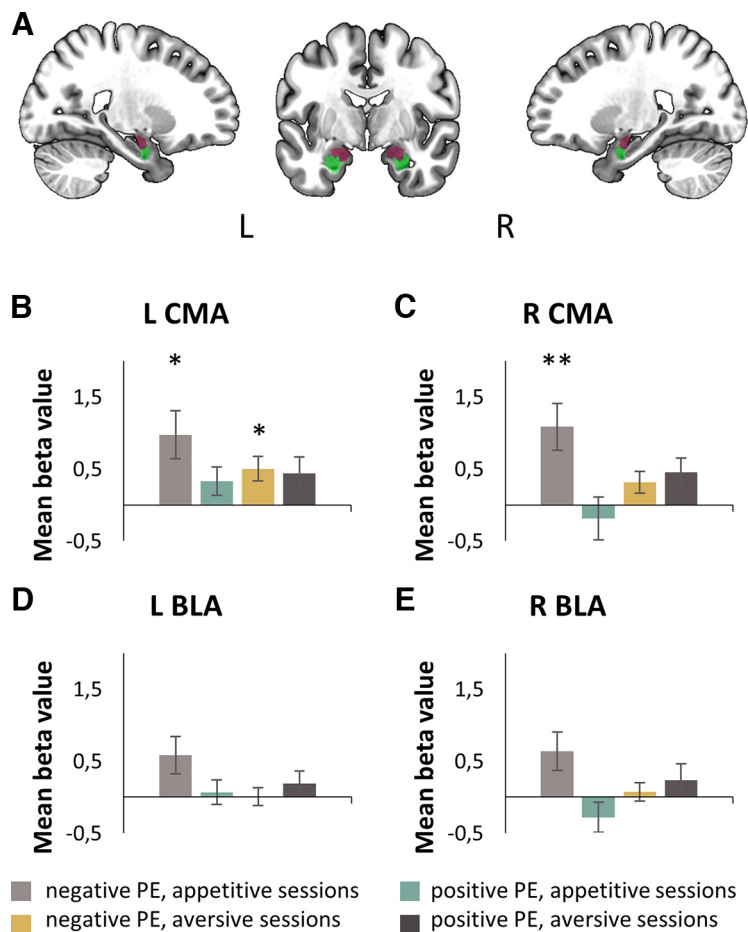 A
L R
B L CMA
C R CMA
Mean beta value
1,5
0,5
-0,5
*
*
Mean beta value
1,5
0,5
-0,5
**
D L BLA
E R BLA
Mean beta value
1,5
0,5
-0,5
Mean beta value
1,5
0,5
-0,5
negative PE, appetitive sessions
positive PE, appetitive sessions
negative PE, aversive sessions
positive PE, aversive sessions